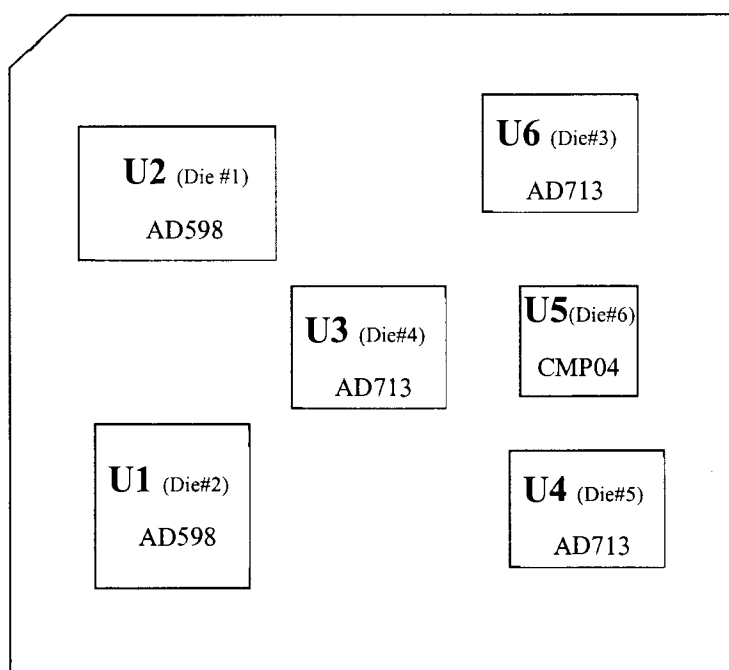 U2 (Die #1)
AD598
U6 (Die#3)
AD713
U3 (Die#4)
AD713
U5(Die#6)
CMP04
U1 (Die#2)
AD598
U4 (Die#5)
AD713